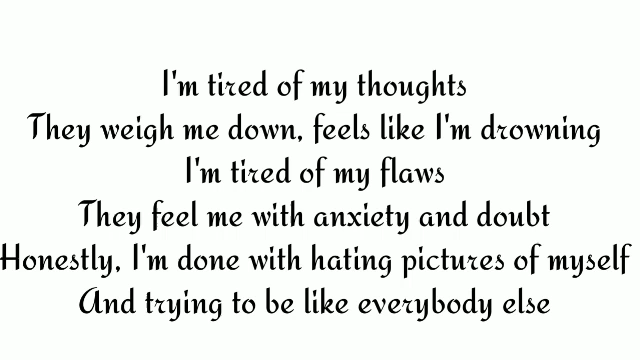 I'm tired of my thoughts
They weigh me down, feels like I'm drowning
I'm tired of my flaws
They feel me with anxiety and doubt
Honestly, I'm done with hating pictures of myself
And trying to be like everybody else